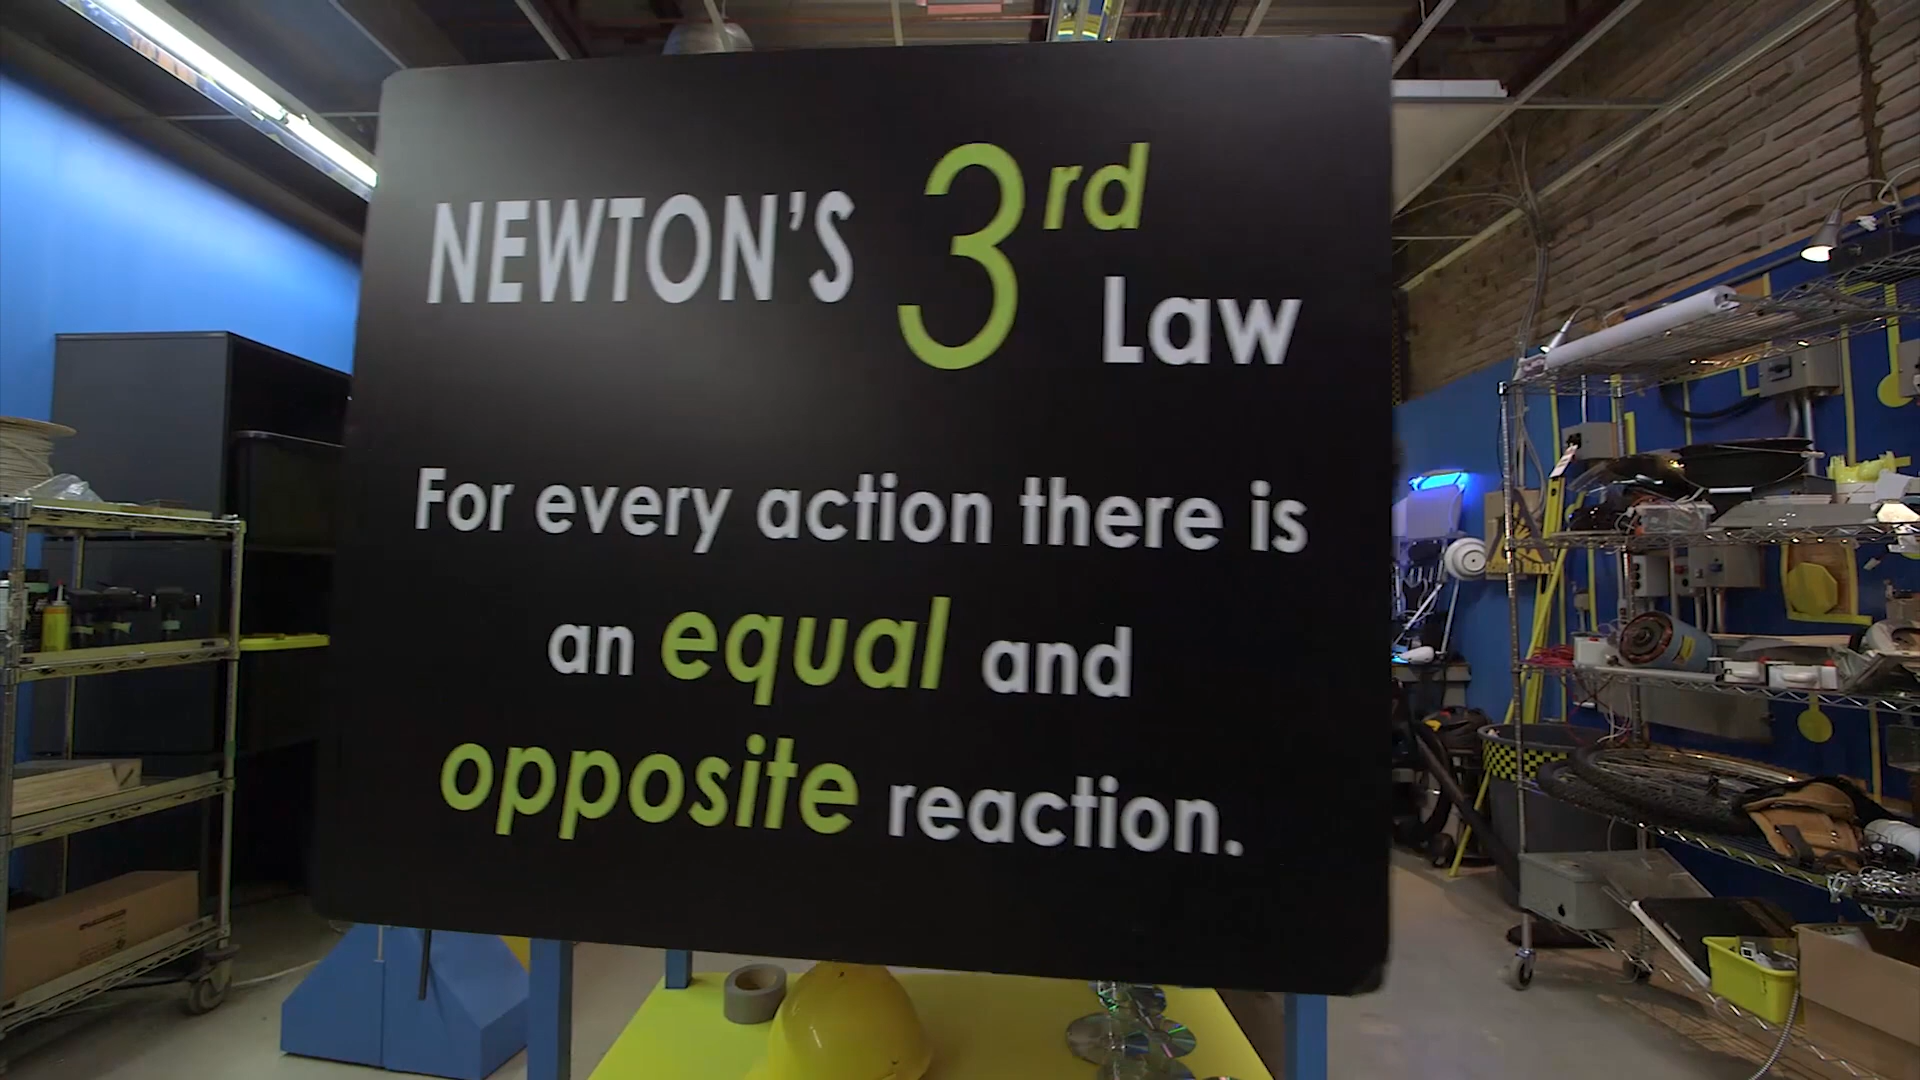 NEWTON'S 3rd
Law
For every action there is
an equal and
opposite reaction.